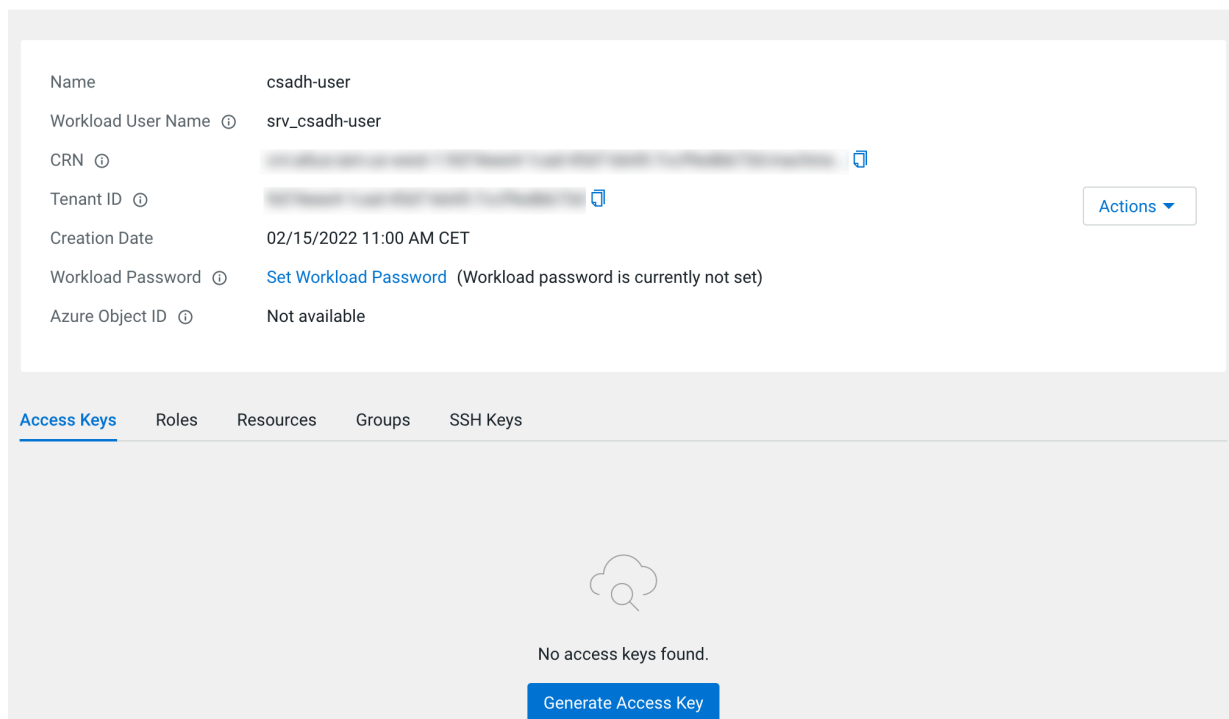 Name csadh-user
Workload User Name srv_csadh-user
CRN
Tenant ID
Actions
Creation Date 02/15/2022 11:00 AM CET
Workload Password Set Workload Password (Workload password is currently not set)
Azure Object ID Not available
Access Keys Roles Resources Groups SSH Keys
No access keys found.
Generate Access Key